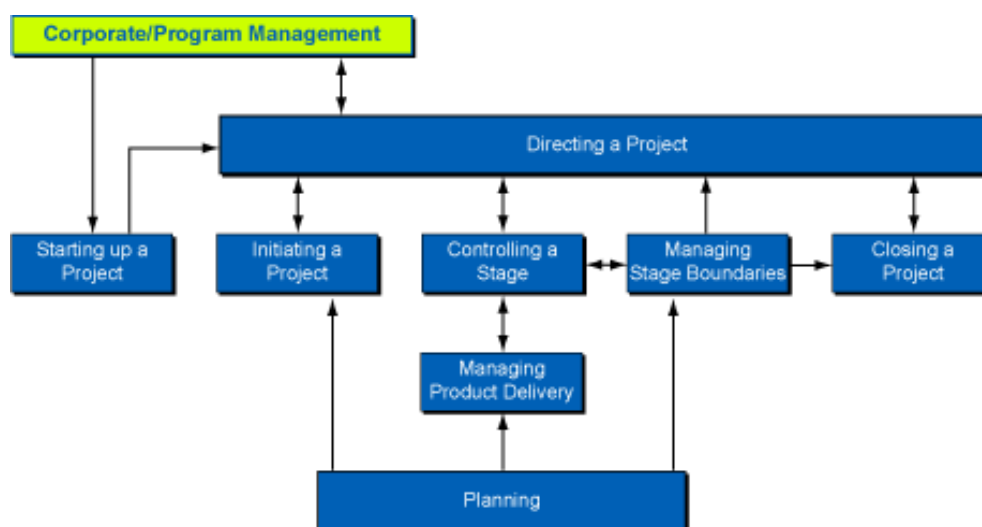 Corporate/Program Management
Directing a Project
Starting up a
Project
Initiating a
Project
Controlling a
Stage
Managing
Stage Boundaries
Closing a
Project
Managing
Product Delivery
Planning